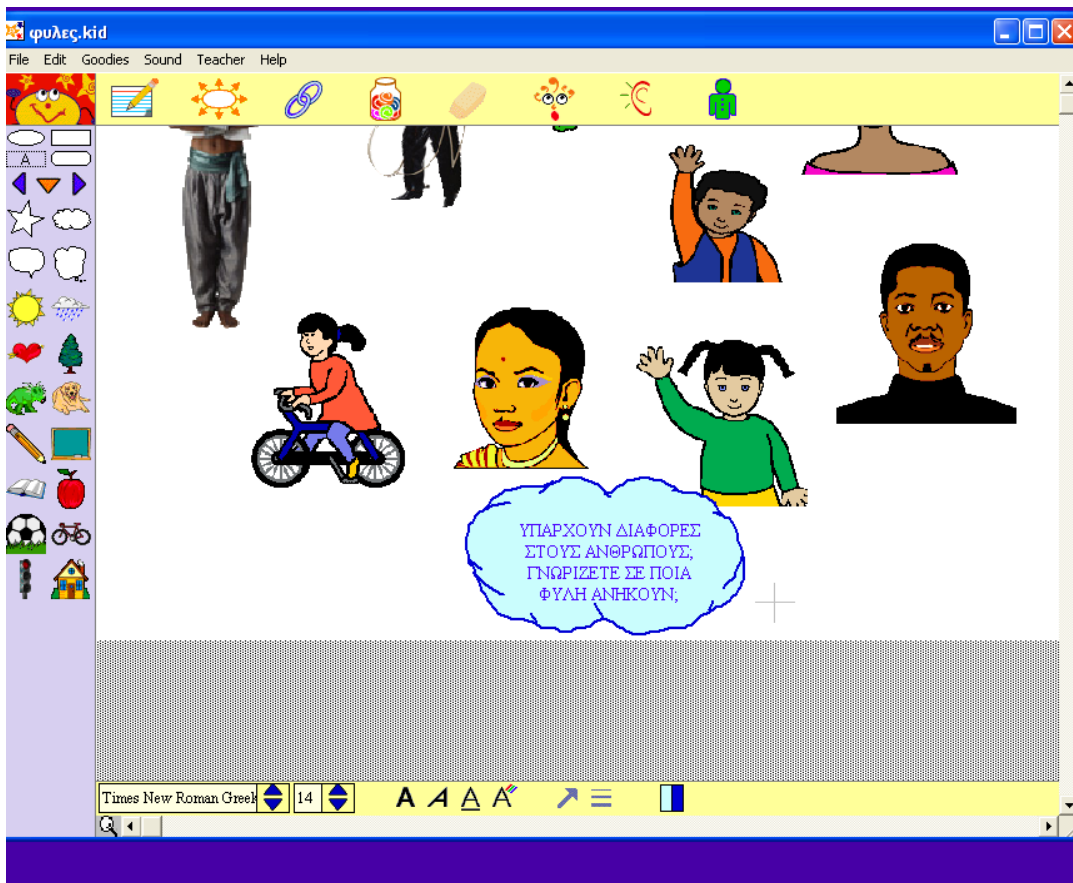 φυλες.kid
File Edit Goodies Sound Teacher Help
A
ΥΠΑΡΧΟΥΝ ΔΙΑΦΟΡΕΣ
ΣΤΟΥΣ ΑΝΘΡΩΠΟΥΣ;
ΓΝΩΡΙΖΕΤΕ ΣΕ ΠΟΙΑ
ΦΥΛΗ ΑΝΗΚΟΥΝ;
Times New Roman Greek 14 A A A A